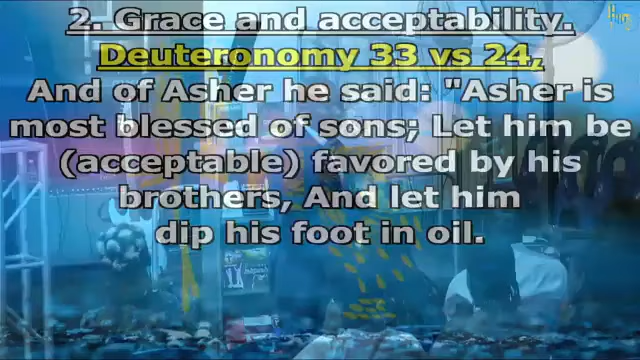 2. Grace and acceptability.
Deuteronomy 33 vs 24,
And of Asher he said: "Asher is
most blessed of sons; Let him be
(acceptable) favored by his
brothers, And let him
dip his foot in oil.